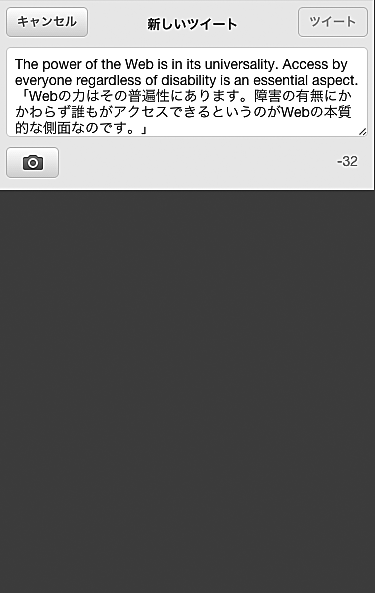 キャンセル
新しいツイート
ツイート
The power of the Web is in its universality. Access by
everyone regardless of disability is an essential aspect.
「Webの力はその普遍性にあります。障害の有無にか
かわらず誰もがアクセスできるというのがWebの本質
的な側面なのです。」
-32